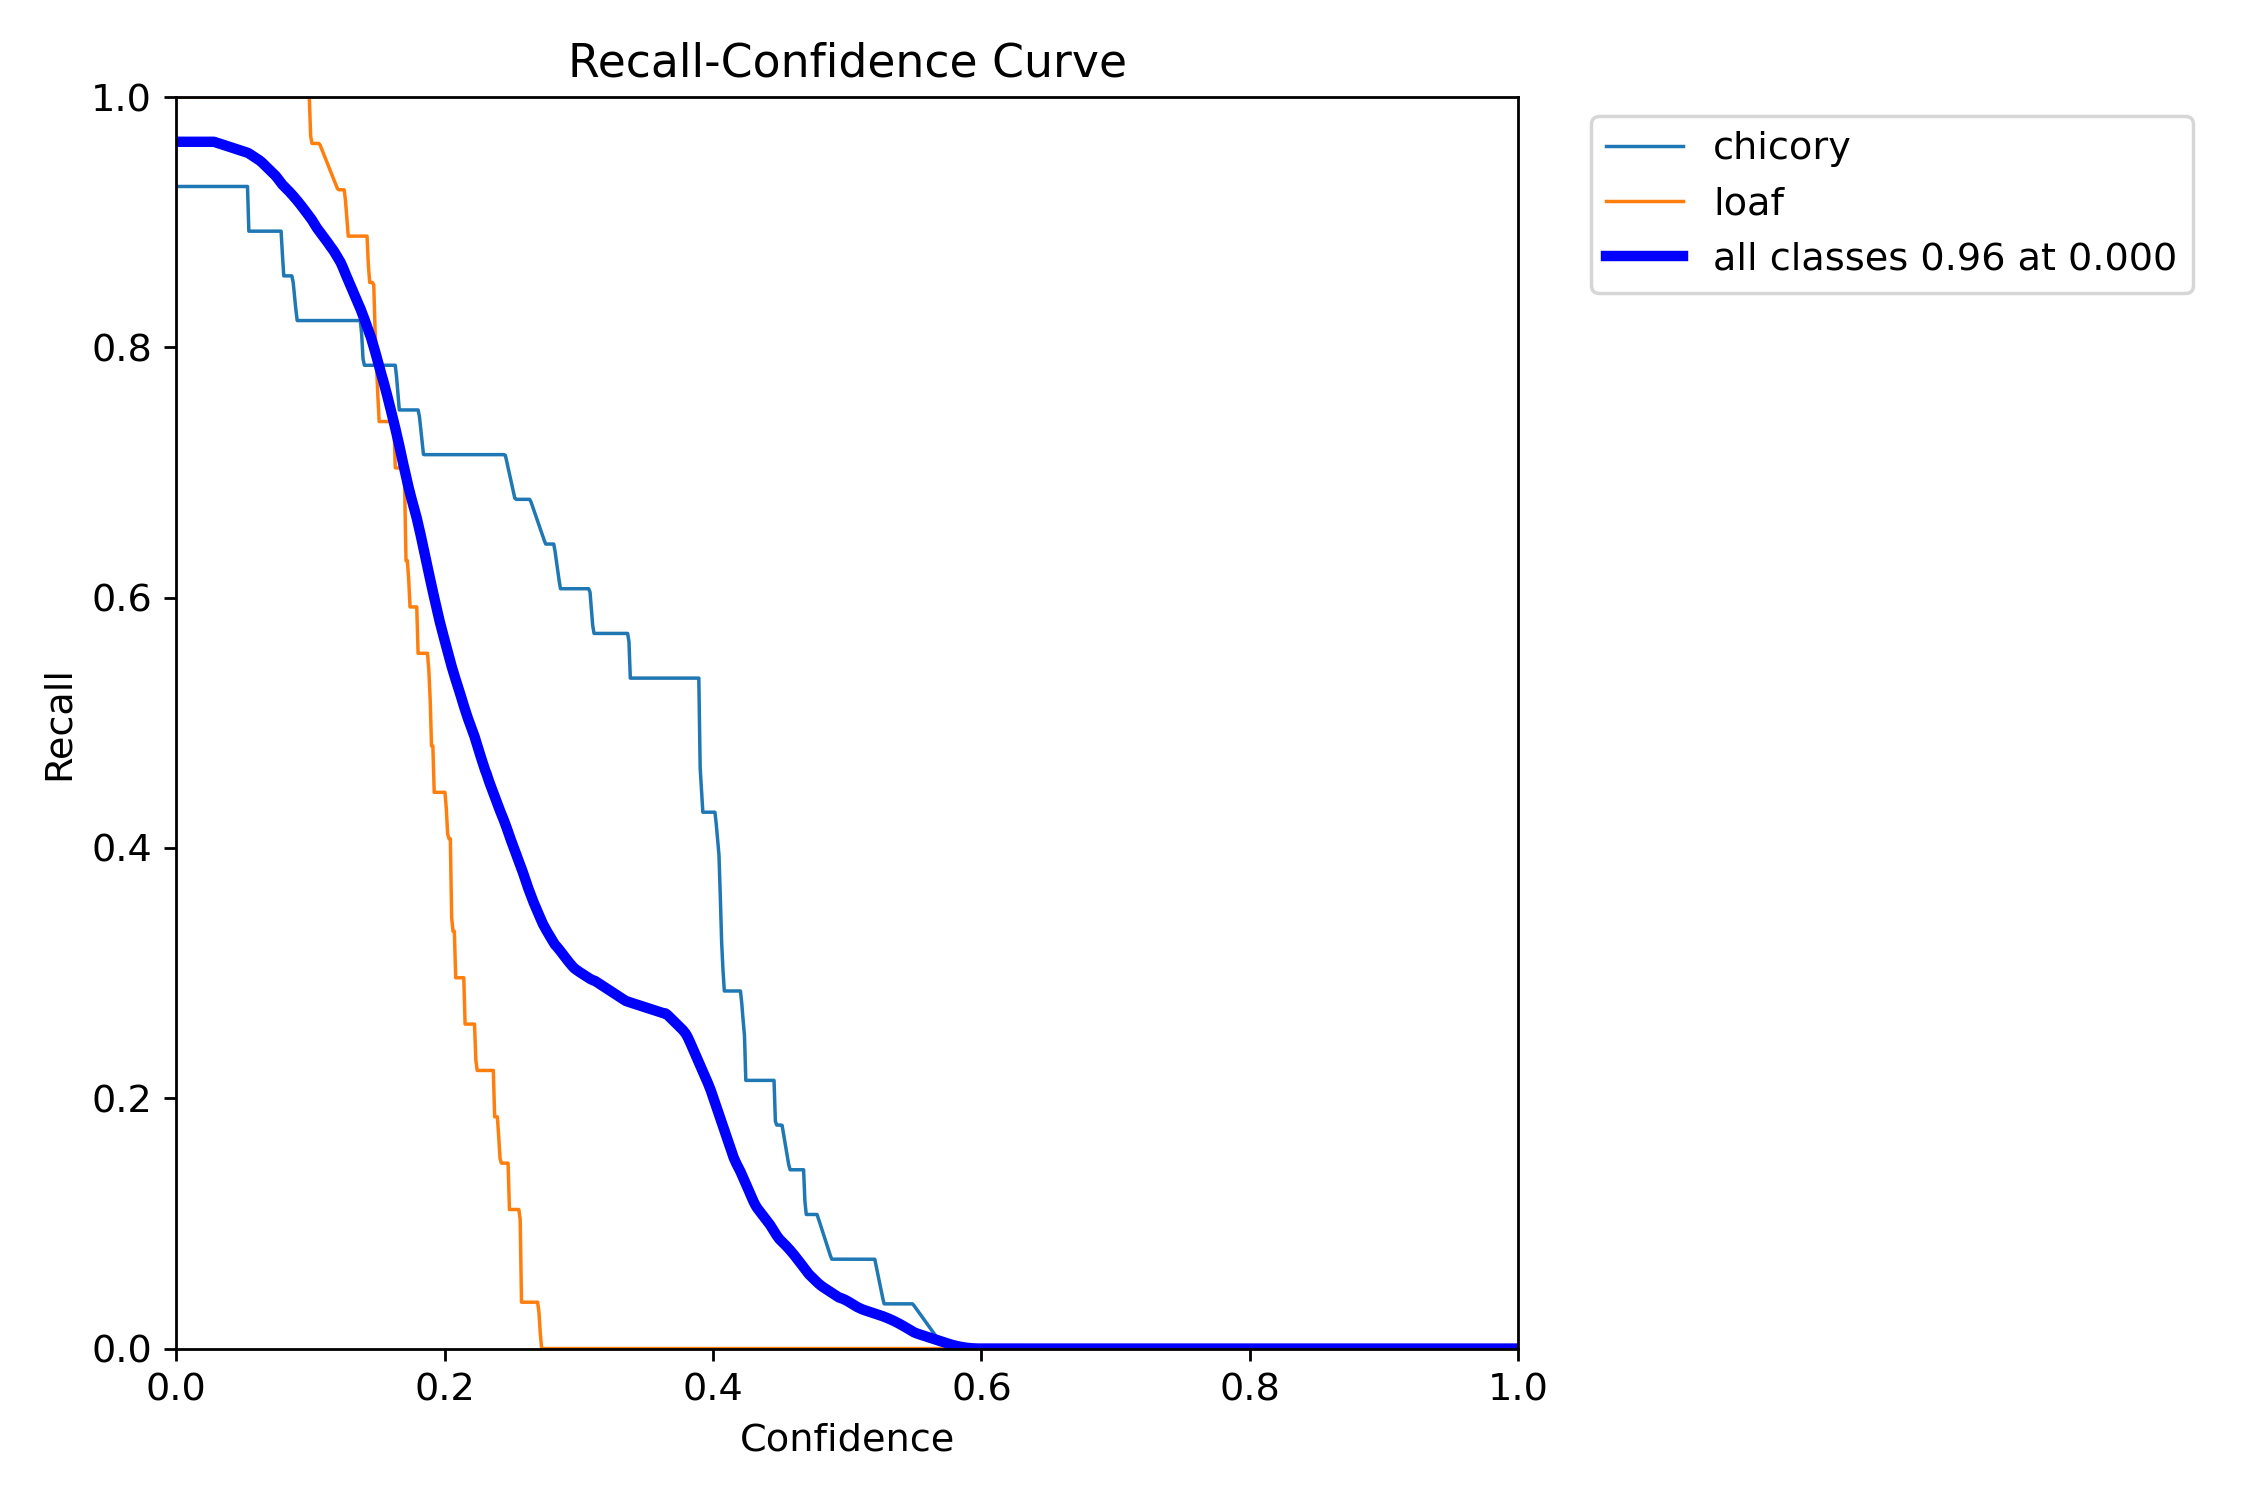 Recall-Confidence Curve
1.0
0.8
0.6
0.4
0.2
0.0
Recall
0.0 0.2 0.4 0.6 0.8 1.0
Confidence
chicory
loaf
all classes 0.96 at 0.000